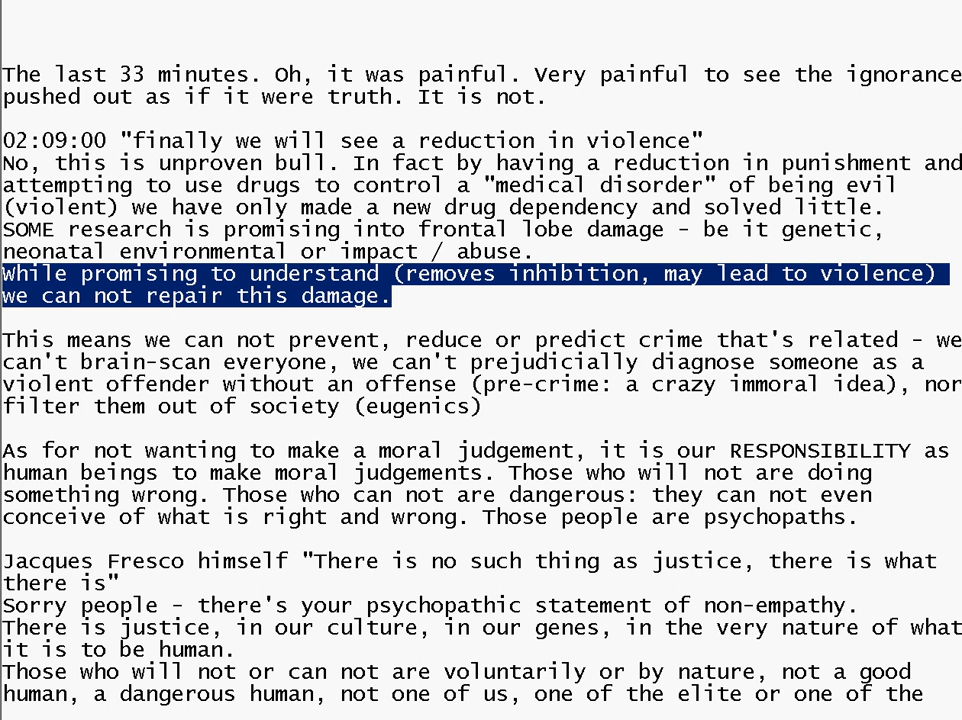 The last 33 minutes. Oh, it was painful. Very painful to see the ignorance
pushed out as if it were truth. It is not.
02:09:00 "finally we will see a reduction in violence"
No, this is unproven bull. In fact by having a reduction in punishment and
attempting to use drugs to control a "medical disorder" of being evil
(violent) we have only made a new drug dependency and solved little.
SOME research is promising into frontal lobe damage - be it genetic,
neonatal environmental or impact / abuse.
While promising to understand (removes inhibition, may lead to violence)
we can not repair this damage.
This means we can not prevent, reduce or predict crime that's related - we
can't brain-scan everyone, we can't prejudicially diagnose someone as a
violent offender without an offense (pre-crime: a crazy immoral idea), nor
filter them out of society (eugenics)
As for not wanting to make a moral judgement, it is our RESPONSIBILITY as
human beings to make moral judgements. Those who will not are doing
something wrong. Those who can not are dangerous: they can not even
conceive of what is right and wrong. Those people are psychopaths.
Jacques Fresco himself "There is no such thing as justice, there is what
there is"
Sorry people - there's your psychopathic statement of non-empathy.
There is justice, in our culture, in our genes, in the very nature of what
it is to be human.
Those who will not or can not are voluntarily or by nature, not a good
human, a dangerous human, not one of us, one of the elite or one of the